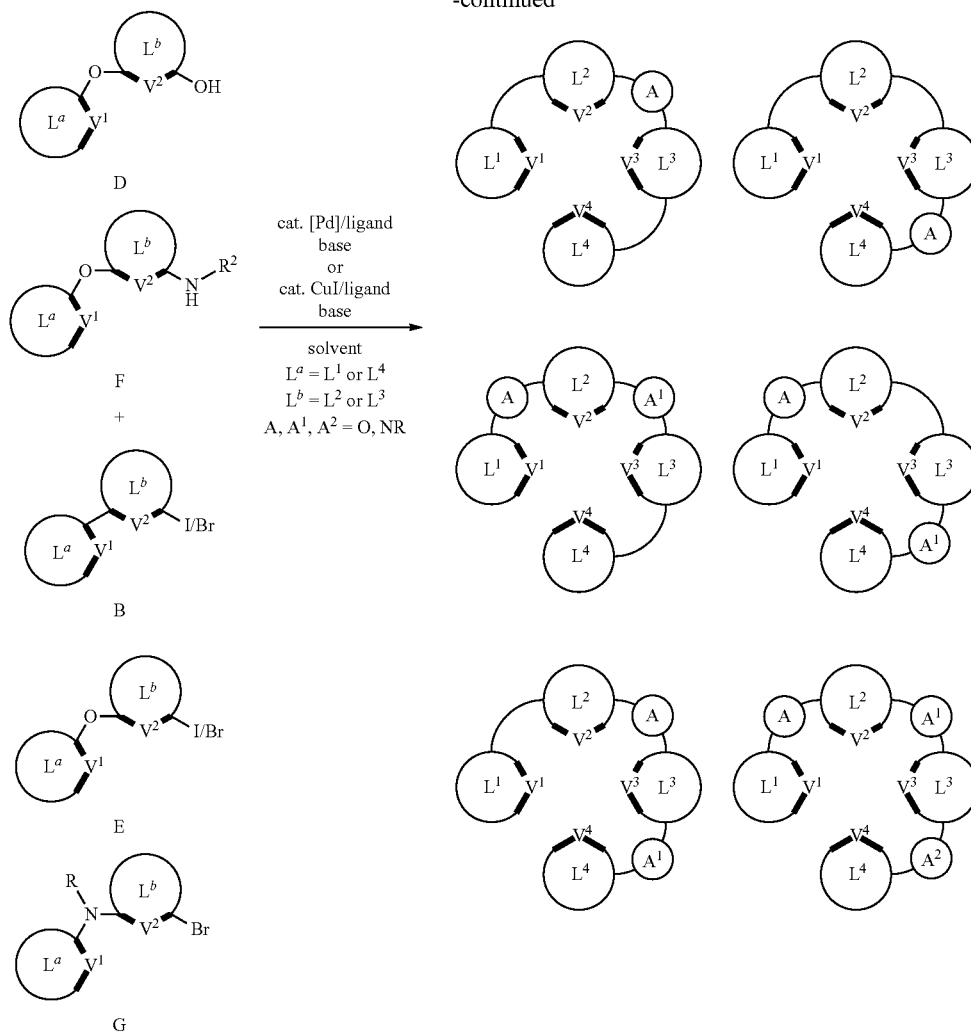 -continued
L^b
O
V^2
OH
L^a
V^1
D
L^b
O
V^2
N
H
R^2
L^a
V^1
F
+
L^b
V^2
I/Br
L^a
V^1
B
L^b
O
V^2
I/Br
L^a
V^1
E
R
N
L^b
V^2
Br
L^a
V^1
G
cat. [Pd]/ligand
base
or
cat. CuI/ligand
base
solvent
L^a = L^1 or L^4
L^b = L^2 or L^3
A, A^1, A^2 = O, NR
L^2
A
V^2
L^1
V^1
V^3
L^3
V^4
L^4
L^2
V^2
L^1
V^1
V^3
L^3
V^4
L^4
A
A
L^2
A^1
V^2
L^1
V^1
V^3
L^3
V^4
L^4
A
L^2
V^2
L^1
V^1
V^3
L^3
V^4
L^4
A^1
L^2
A
V^2
L^1
V^1
V^3
L^3
V^4
L^4
A^1
A
L^2
A^1
V^2
L^1
V^1
V^3
L^3
V^4
L^4
A^2